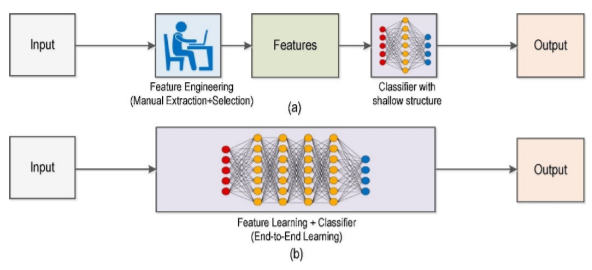 Input
Features
Output
Feature Engineering
(Manual Extraction+Selection)
Classifier with
shallow structure
(a)
Input
Output
Feature Learning + Classifier
(End-to-End Learning)
(b)